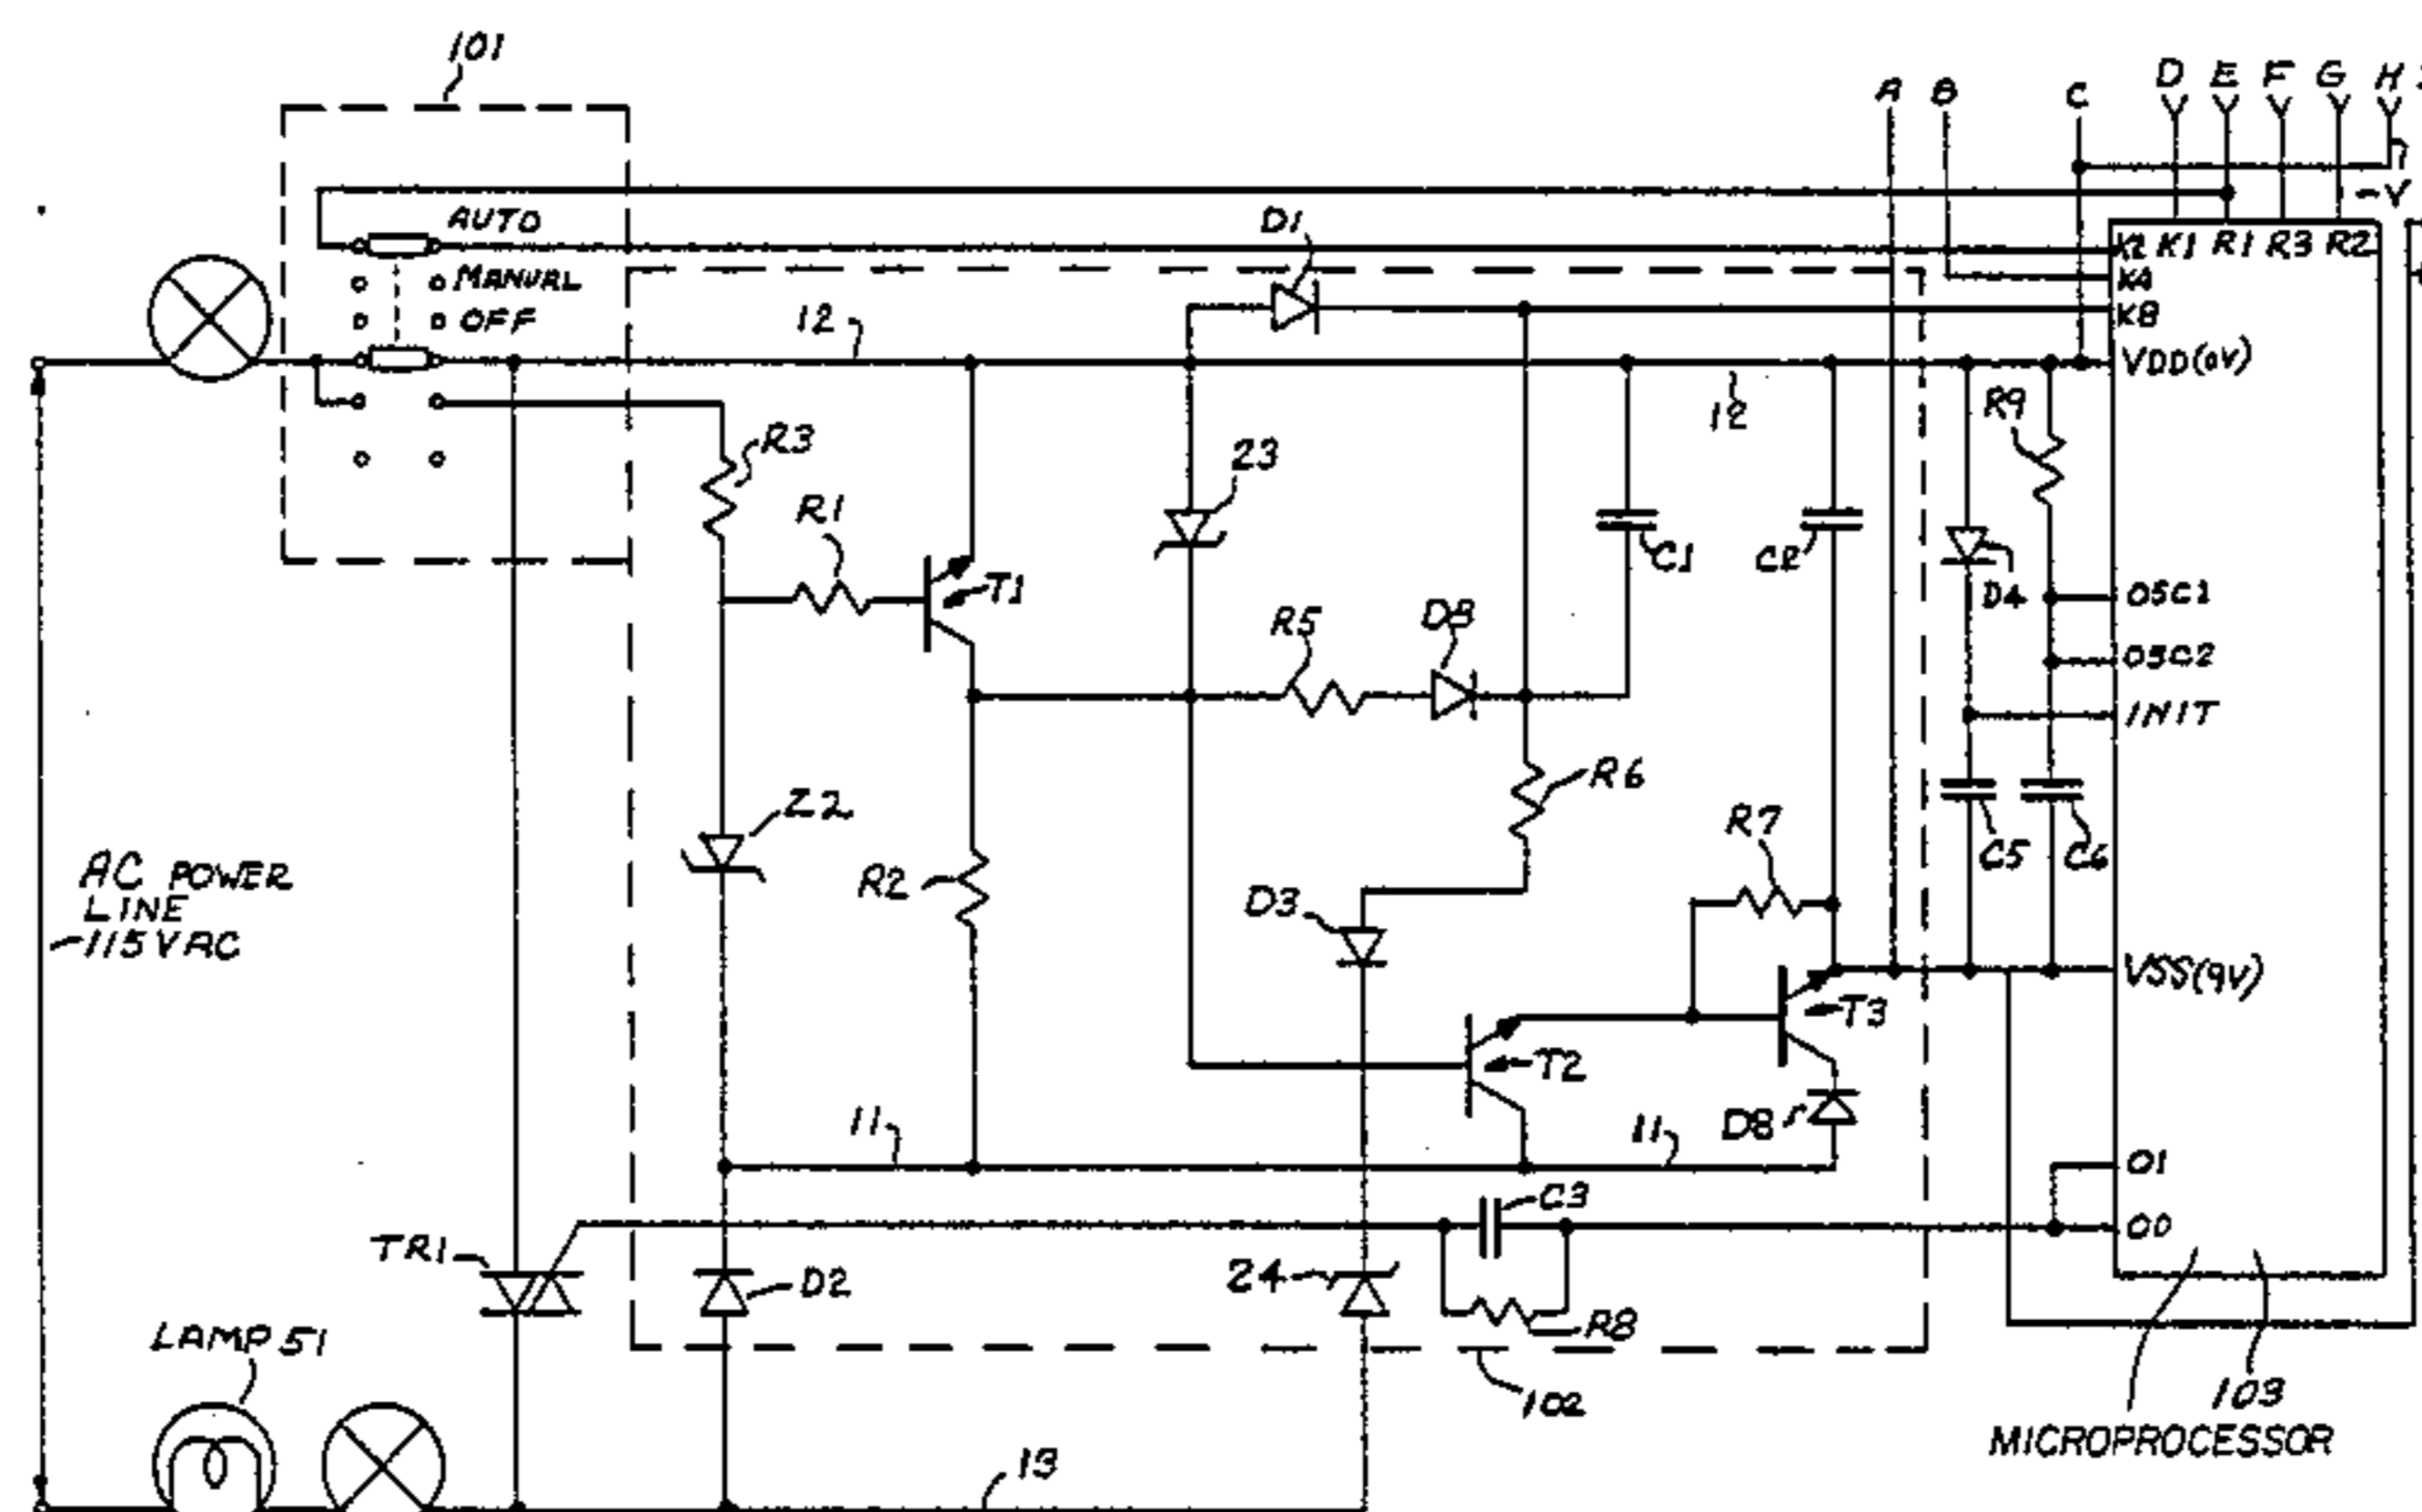 101
A B C D E F G H
-V
AUTO
MANUAL
OFF
D1
K2 K1 R1 R3 R2
K4
K8
12
VDD(0V)
12
R9
R3
R1
23
C1
C2
D4
OSC1
T1
R5
D8
OSC2
INIT
Z2
R6
R7
C5
C6
R2
D3
AC POWER
LINE
115VAC
VSS(9V)
T3
T2
11
11
D8
O1
C3
O0
TR1
D2
24
R8
LAMP 51
102
103
MICROPROCESSOR
19